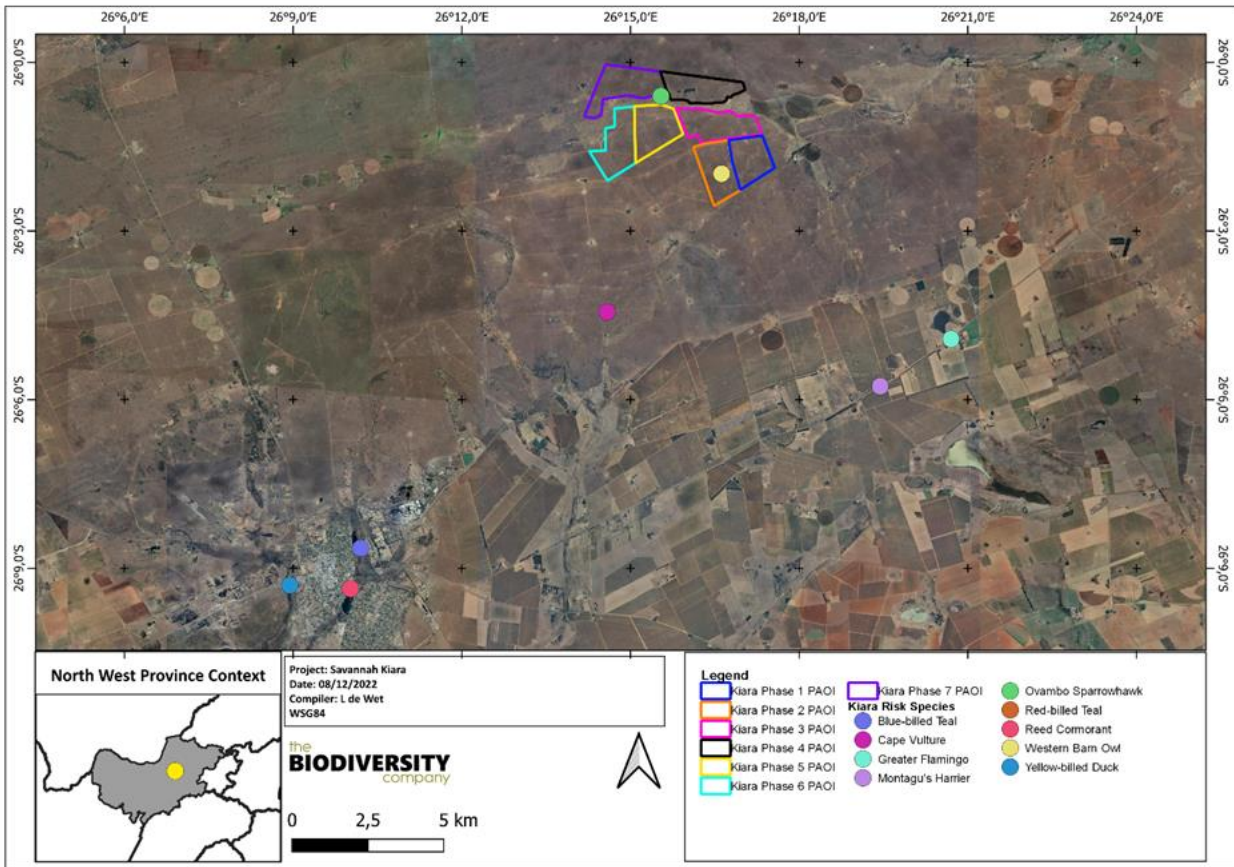 26°6,0'E 26°9,0'E 26°12,0'E 26°15,0'E 26°18,0'E 26°21,0'E 26°24,0'E
26°0,0'S 26°0,0'S
26°3,0'S 26°3,0'S
26°6,0'S 26°6,0'S
26°9,0'S 26°9,0'S
North West Province Context
Project: Savannah Kiara
Date: 08/12/2022
Compiler: L de Wet
WSG84
the
BIODIVERSITY
company
0 2,5 5 km
Legend
Kiara Phase 1 PAOI
Kiara Phase 2 PAOI
Kiara Phase 3 PAOI
Kiara Phase 4 PAOI
Kiara Phase 5 PAOI
Kiara Phase 6 PAOI
Kiara Phase 7 PAOI
Kiara Risk Species
Blue-billed Teal
Cape Vulture
Greater Flamingo
Montagu's Harrier
Ovambo Sparrowhawk
Red-billed Teal
Reed Cormorant
Western Barn Owl
Yellow-billed Duck